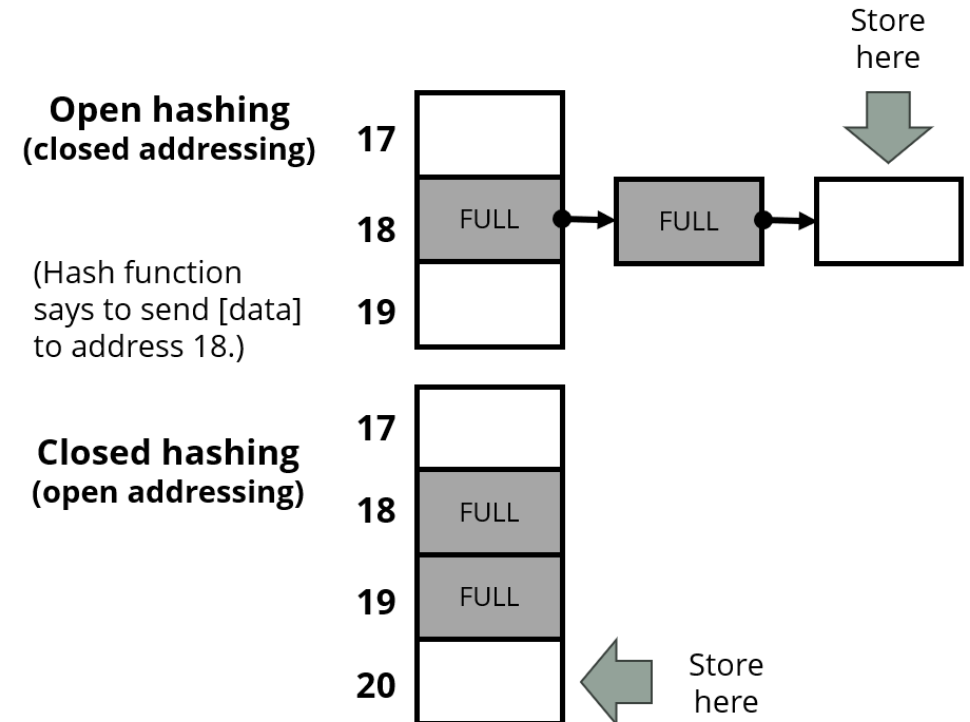 Store
here
Open hashing
(closed addressing)
17
18
FULL
FULL
(Hash function
says to send [data]
to address 18.)
19
17
Closed hashing
(open addressing)
18
FULL
19
FULL
20
Store
here